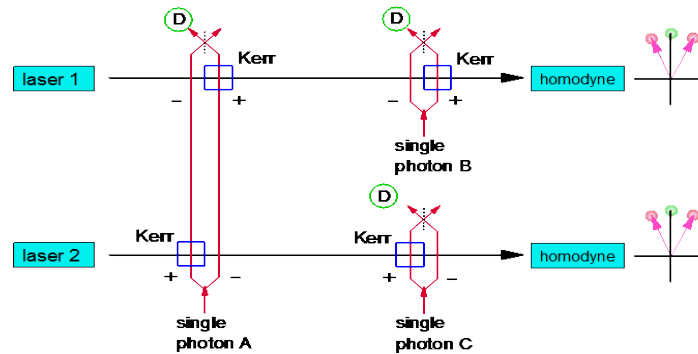 D
D
Kerr
Kerr
laser 1
homodyne
− +
− +
single
photon B
D
Kerr
Kerr
laser 2
homodyne
+ −
+ −
single
photon A
single
photon C